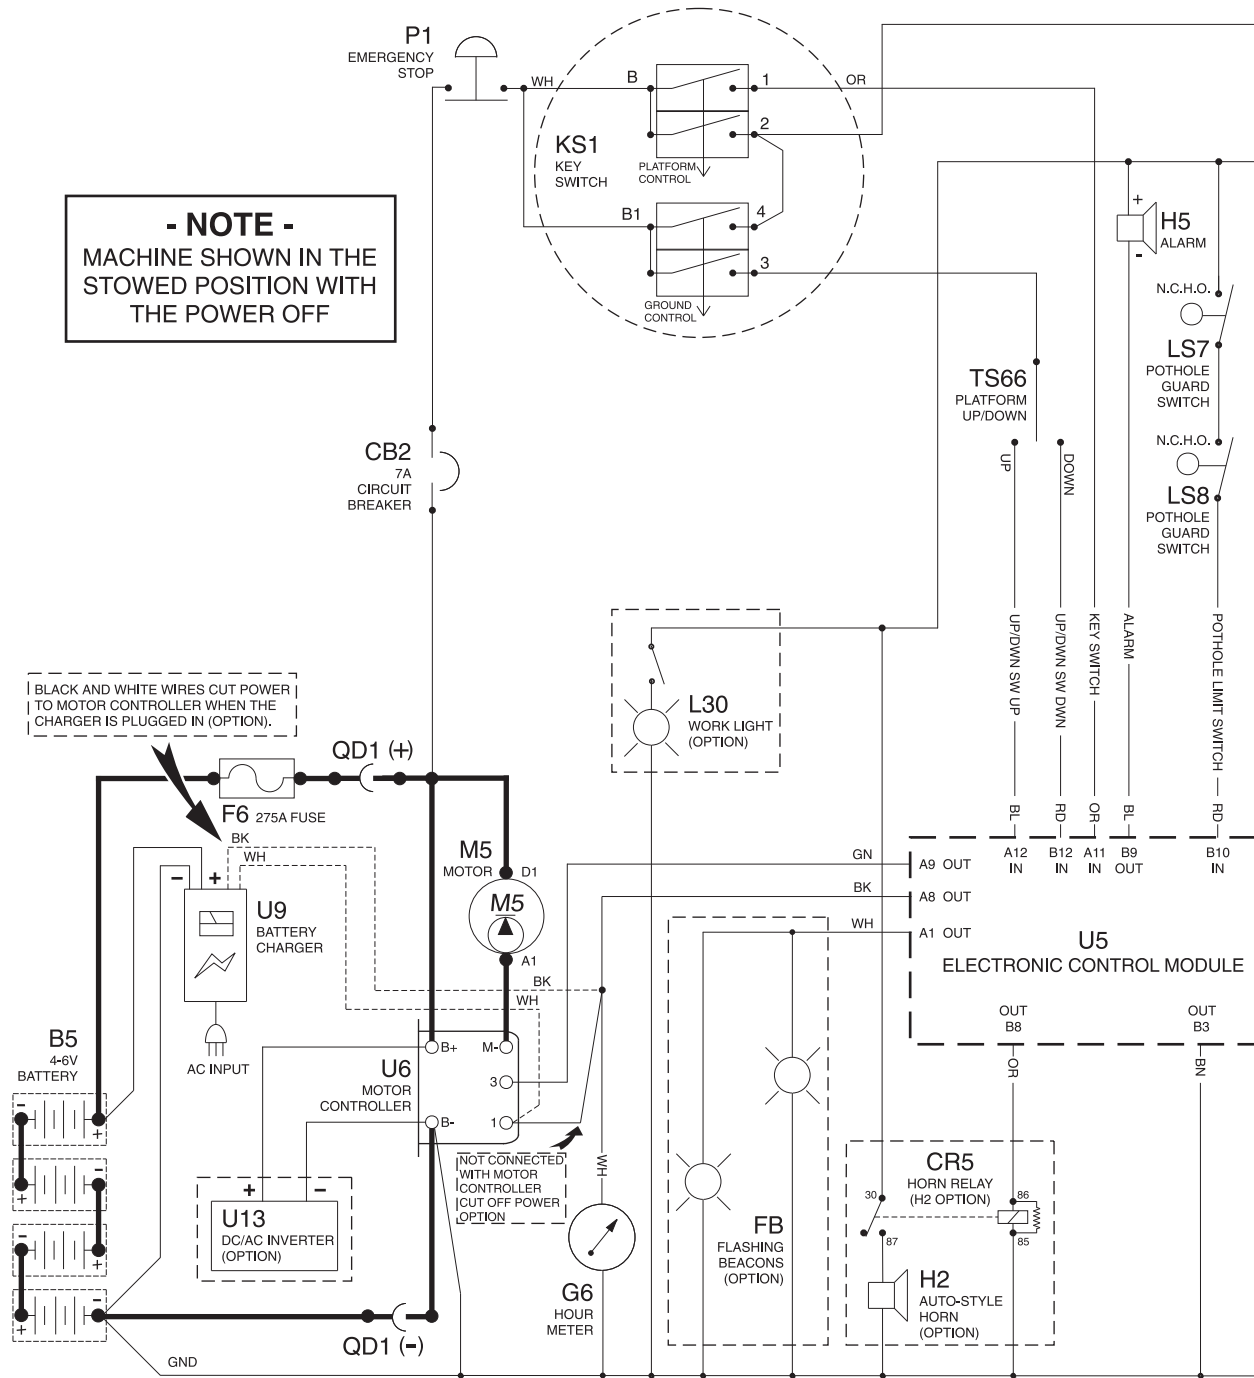 P1
EMERGENCY
STOP
WH
B
1
OR
2
KS1
KEY
SWITCH
PLATFORM
CONTROL
B1
4
3
GROUND
CONTROL
- NOTE -
MACHINE SHOWN IN THE
STOWED POSITION WITH
THE POWER OFF
+
H5
ALARM
-
N.C.H.O.
LS7
POTHOLE
GUARD
SWITCH
TS66
PLATFORM
UP/DOWN
UP
DOWN
N.C.H.O.
LS8
POTHOLE
GUARD
SWITCH
CB2
7A
CIRCUIT
BREAKER
UP/DWN SW UP
UP/DWN SW DWN
KEY SWITCH
ALARM
POTHOLE LIMIT SWITCH
BLACK AND WHITE WIRES CUT POWER
TO MOTOR CONTROLLER WHEN THE
CHARGER IS PLUGGED IN (OPTION).
L30
WORK LIGHT
(OPTION)
QD1 (+)
F6 275A FUSE
BL
RD
OR
BL
RD
BK
WH
M5
MOTOR
D1
M5
A1
GN
BK
WH
A9 OUT
A8 OUT
A1 OUT
A12
IN
B12
IN
A11
IN
B9
OUT
B10
IN
U5
ELECTRONIC CONTROL MODULE
OUT
B8
OUT
B3
- +
U9
BATTERY
CHARGER
BK
WH
AC INPUT
B5
4-6V
BATTERY
U6
MOTOR
CONTROLLER
B+
M-
3
B-
1
OR
BN
- +
+ -
- +
+ -
NOT CONNECTED
WITH MOTOR
CONTROLLER
CUT OFF POWER
OPTION
WH
+ -
U13
DC/AC INVERTER
(OPTION)
G6
HOUR
METER
FB
FLASHING
BEACONS
(OPTION)
CR5
HORN RELAY
(H2 OPTION)
30
87
86
85
H2
AUTO-STYLE
HORN
(OPTION)
QD1 (-)
GND